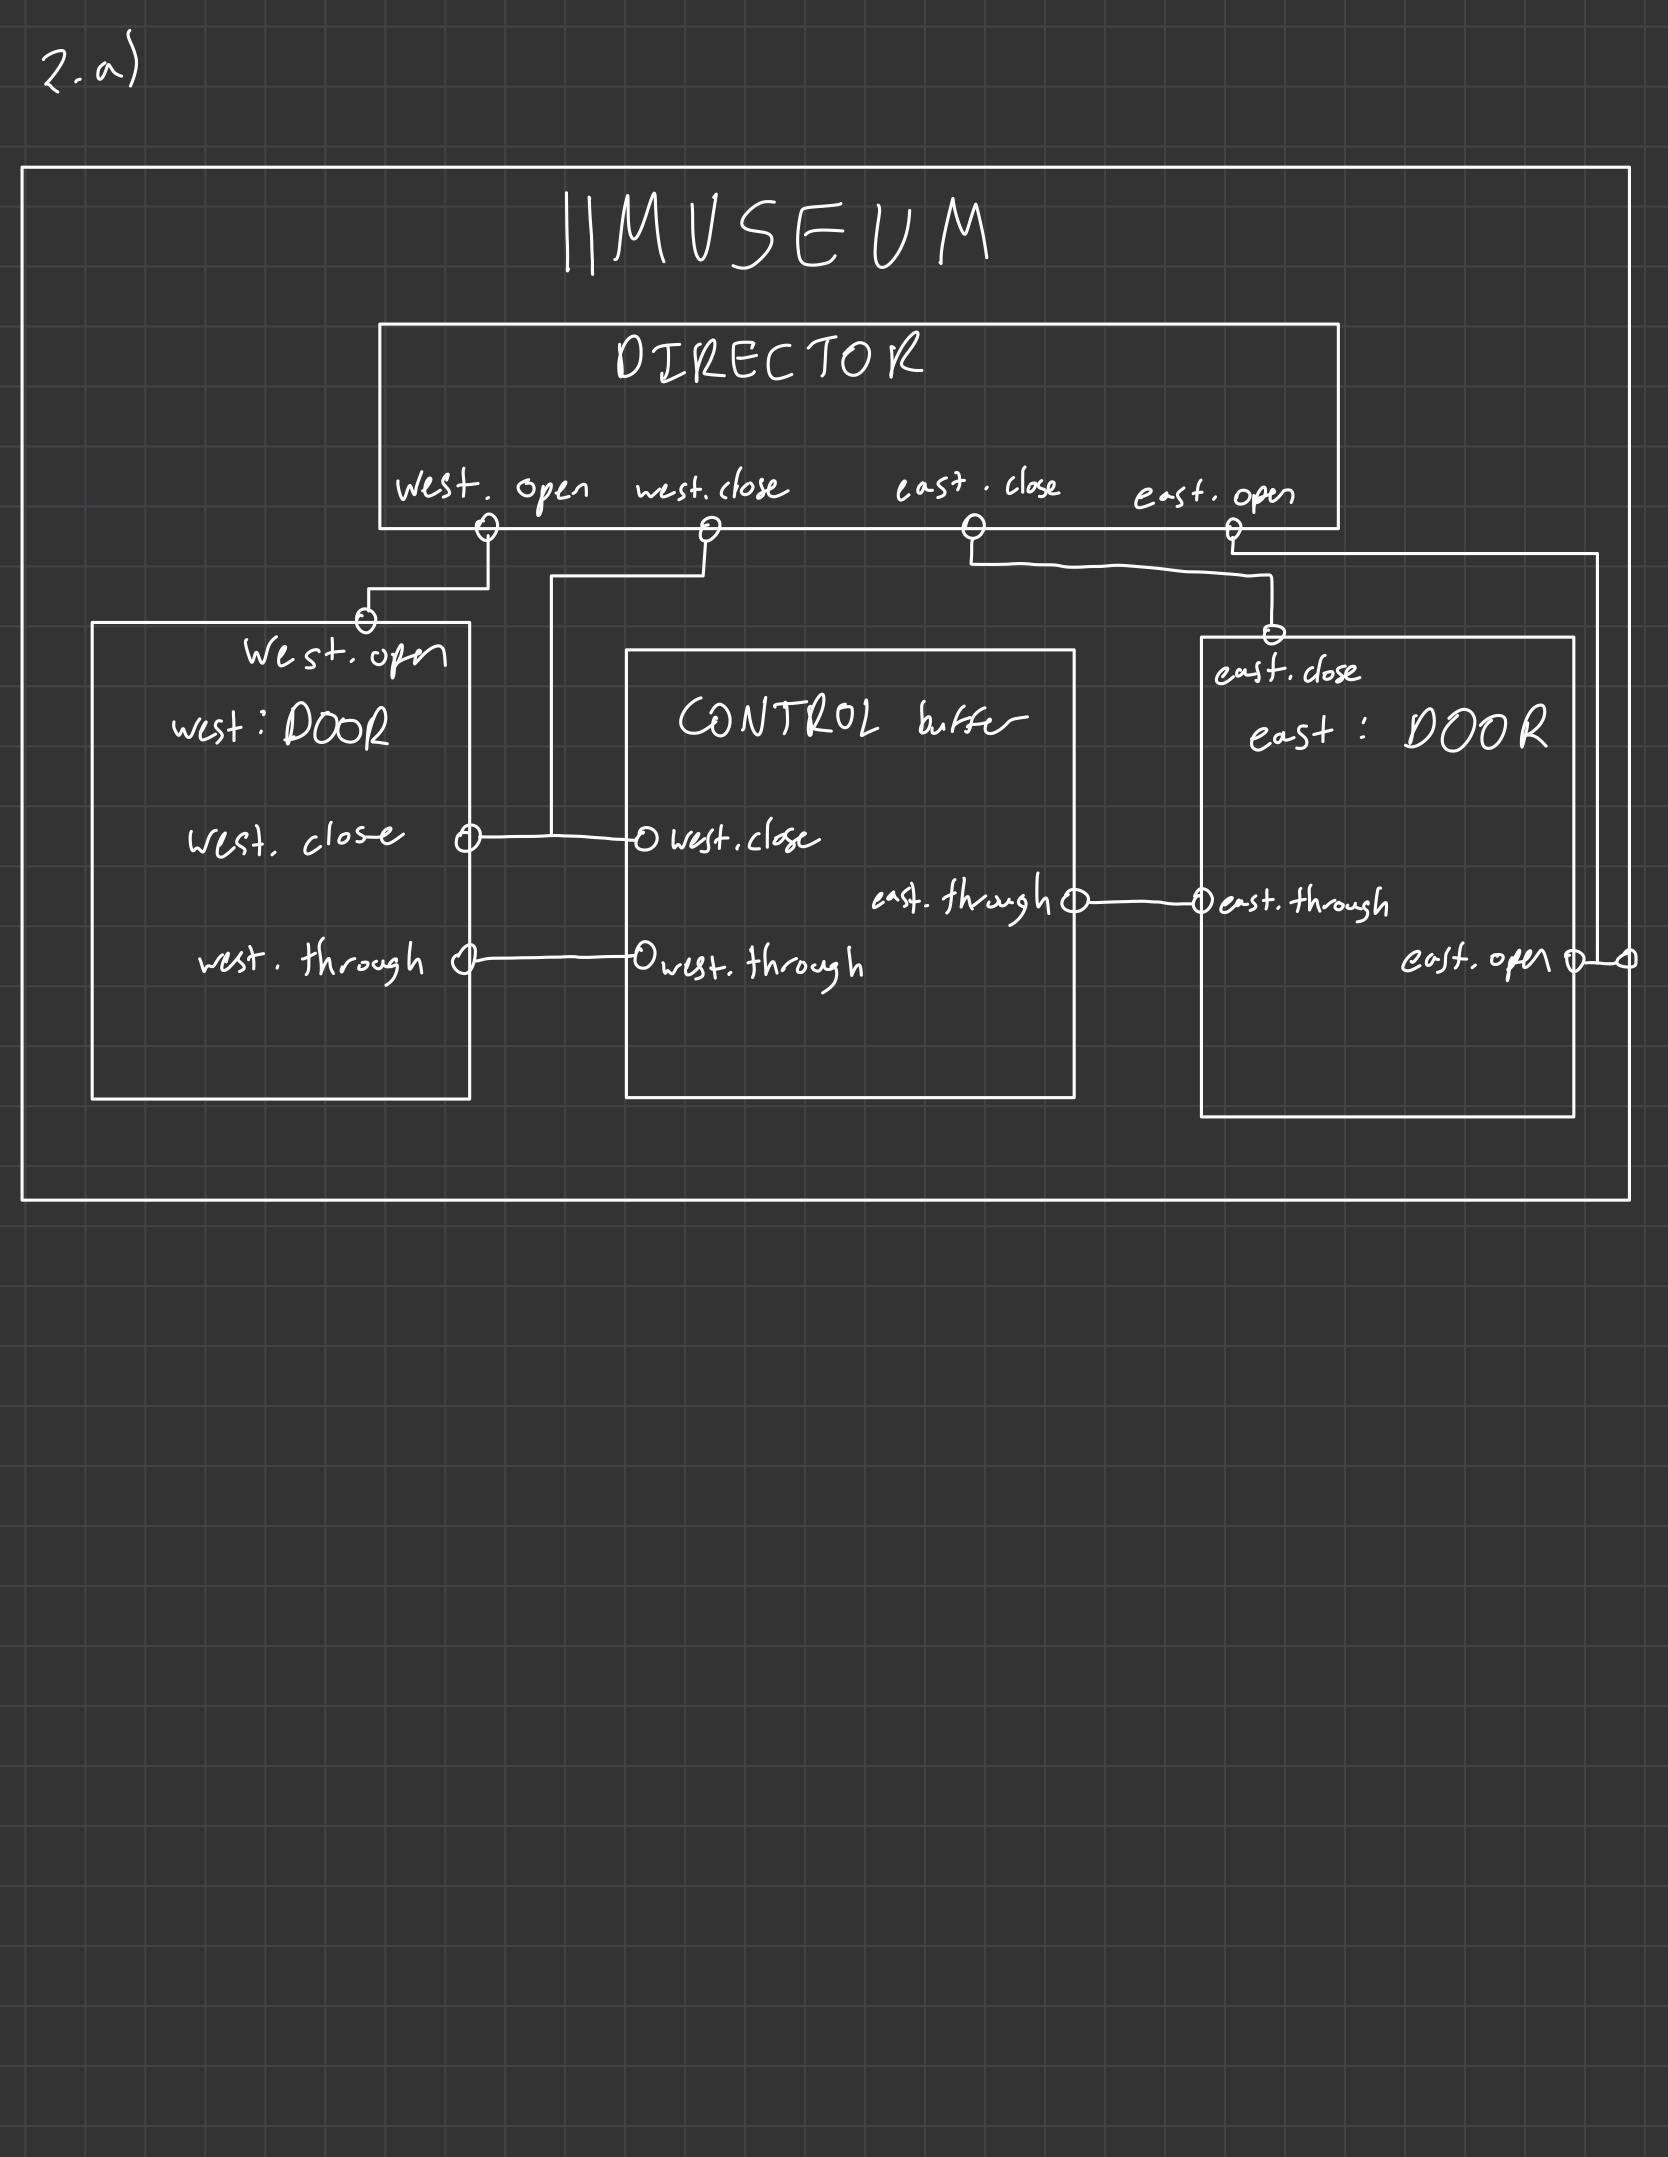 2.a)
||MUSEUM
DIRECTOR
west. open west.close east. close east. open
west. open
east.close
west: DOOR
CONTROL buffer
east: DOOR
west. close
west.close
east. through
east. through
west. through
west. through
east. open